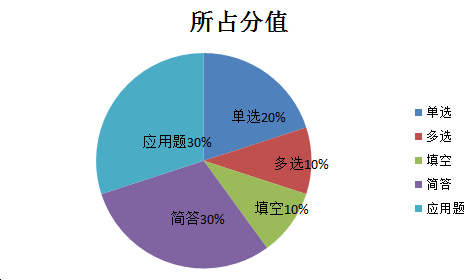 所占分值
单选20%
多选10%
填空10%
简答30%
应用题30%
单选
多选
填空
简答
应用题